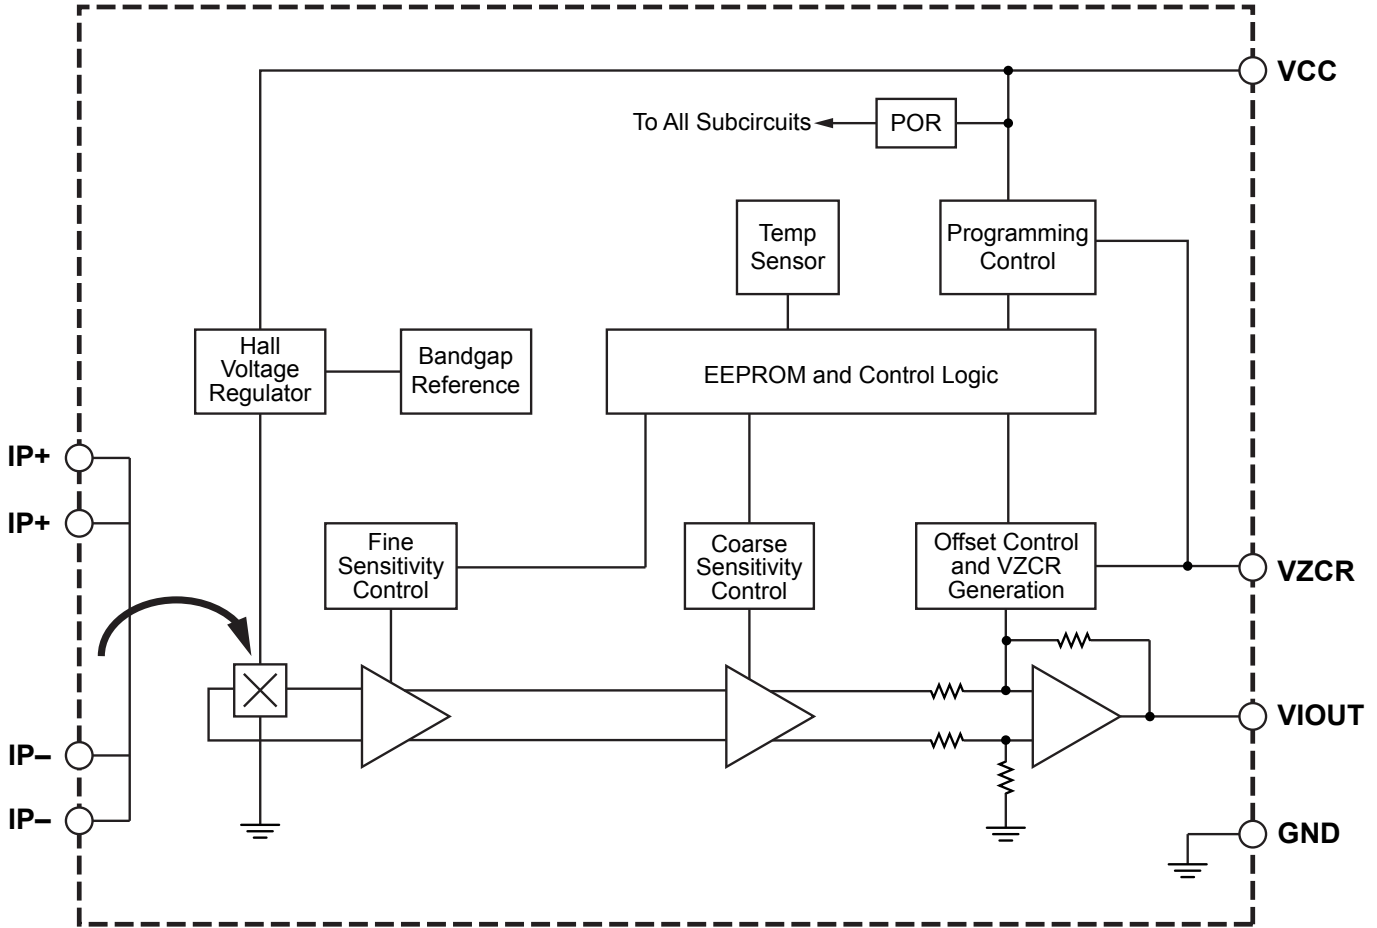 VCC
To All Subcircuits
POR
Temp
Sensor
Programming
Control
Hall
Voltage
Regulator
Bandgap
Reference
EEPROM and Control Logic
IP+
IP+
Fine
Sensitivity
Control
Coarse
Sensitivity
Control
Offset Control
and VZCR
Generation
VZCR
VIOUT
IP–
IP–
GND